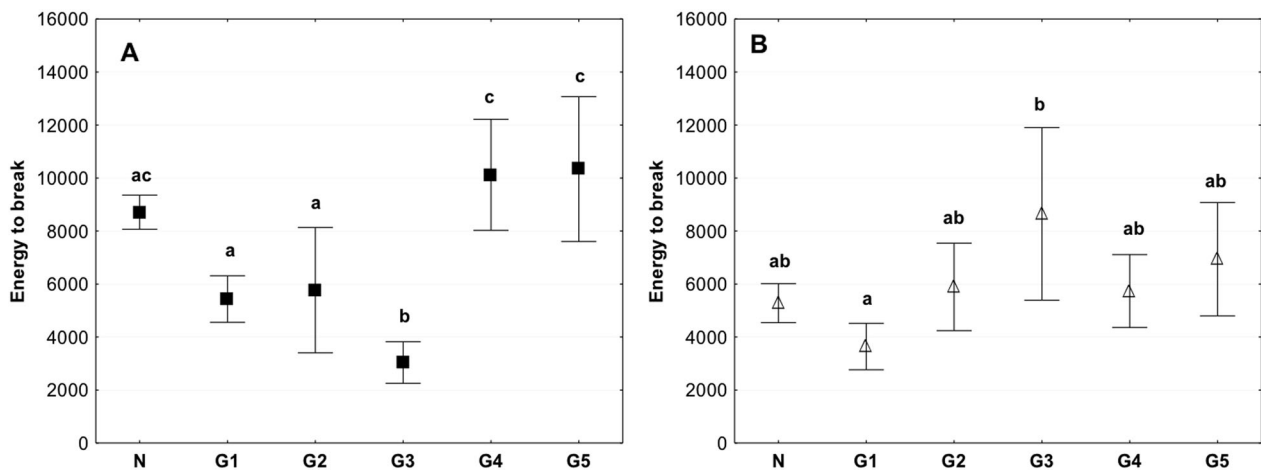 A
Energy to break
16000
14000
12000
10000
8000
6000
4000
2000
0
ac
a
a
b
c
c
N G1 G2 G3 G4 G5
B
Energy to break
16000
14000
12000
10000
8000
6000
4000
2000
0
ab
a
ab
b
ab
ab
N G1 G2 G3 G4 G5